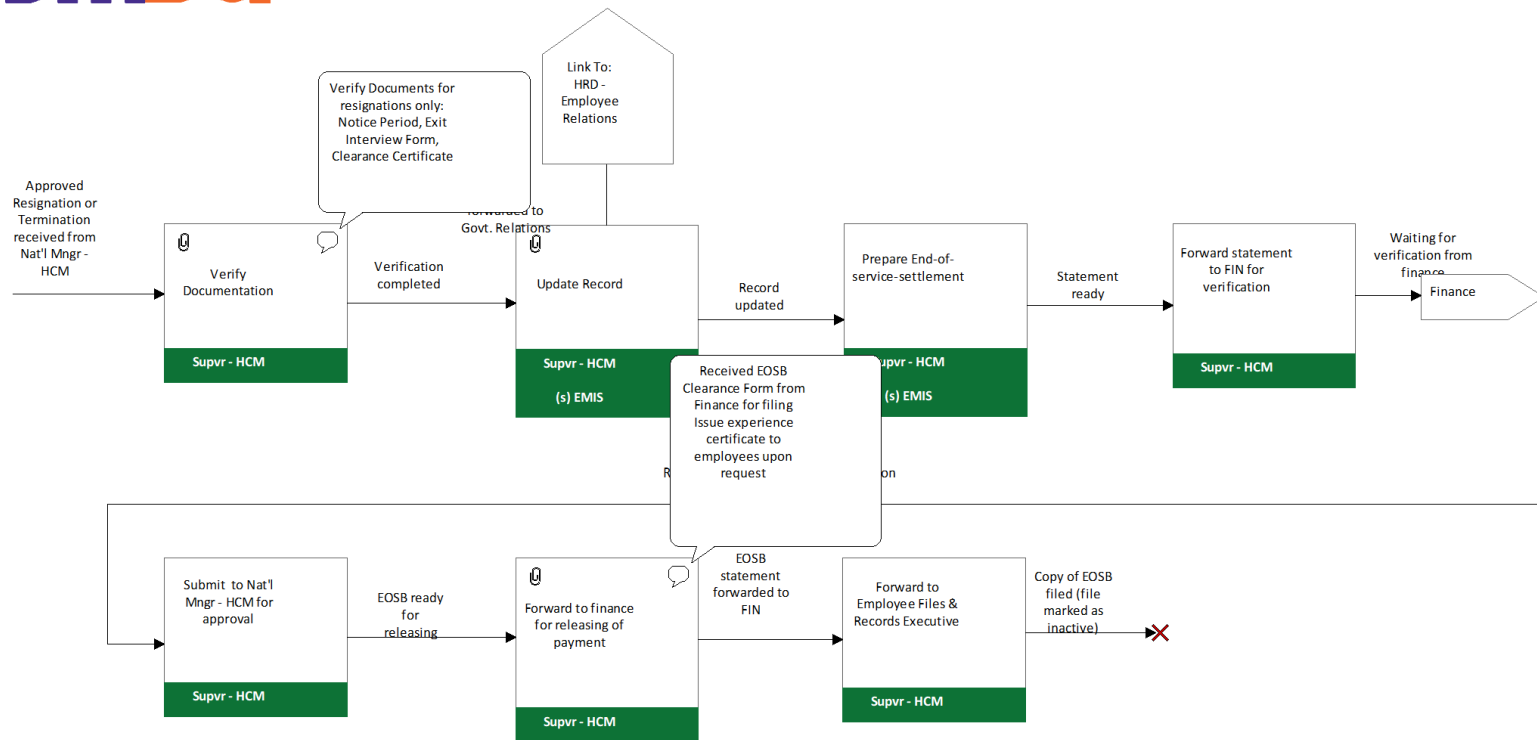 Link To:
HRD -
Employee
Relations
Verify Documents for
resignations only:
Notice Period, Exit
Interview Form,
Clearance Certificate
Approved
Resignation or
Termination
received from
Nat'l Mngr -
HCM
to
Govt. Relations
Verify
Documentation
Supvr - HCM
Verification
completed
Update Record
Supvr - HCM
(s) EMIS
Record
updated
Prepare End-of-
service-settlement
Supvr - HCM
(s) EMIS
Statement
ready
Forward statement
to FIN for
verification
Supvr - HCM
Waiting for
verification from
finance
Finance
Received EOSB
Clearance Form from
Finance for filing
Issue experience
certificate to
employees upon
request
Submit to Nat'l
Mngr - HCM for
approval
Supvr - HCM
EOSB ready
for
releasing
Forward to finance
for releasing of
payment
Supvr - HCM
EOSB
statement
forwarded to
FIN
Forward to
Employee Files &
Records Executive
Supvr - HCM
Copy of EOSB
filed (file
marked as
inactive)